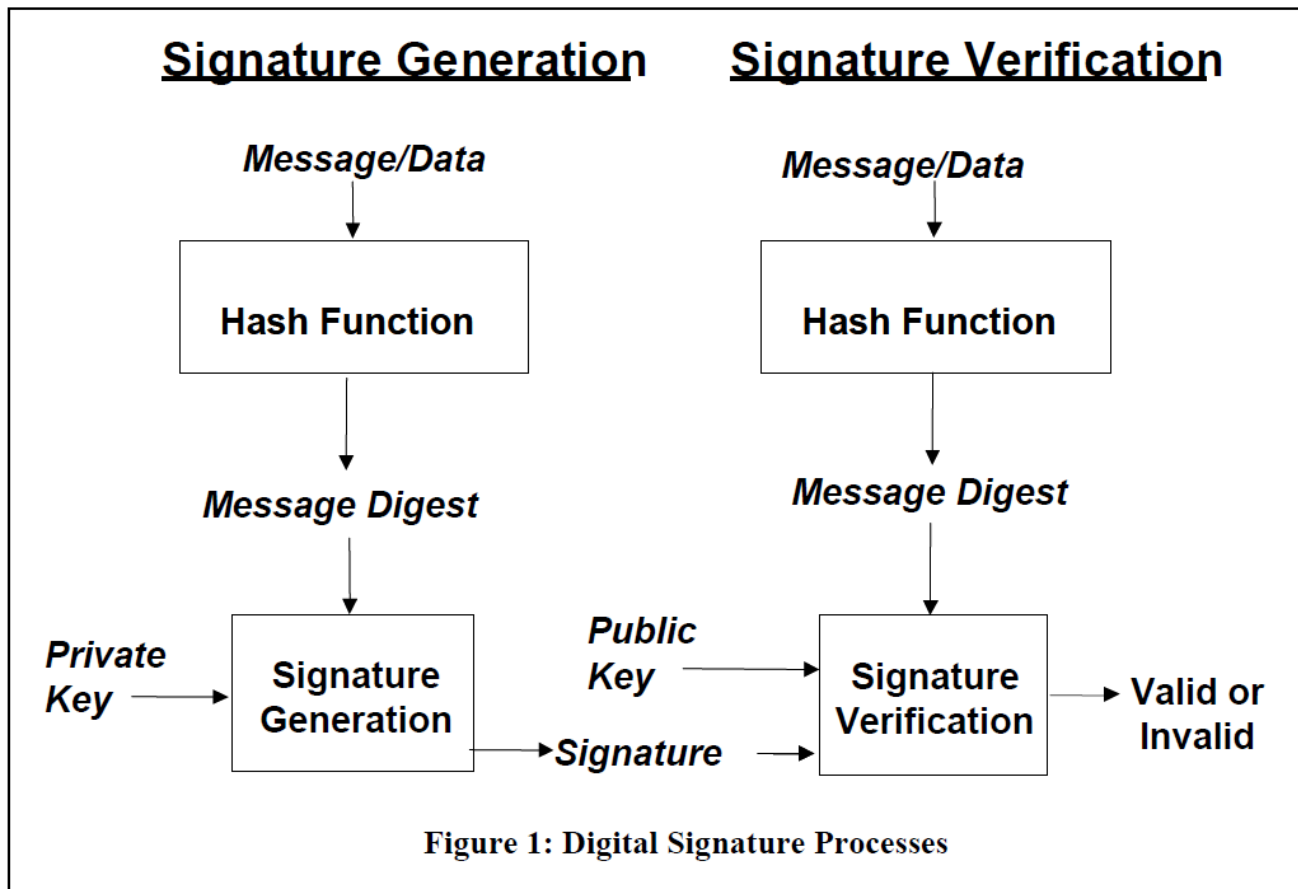 Signature Generation
Signature Verification
Message/Data
Message/Data
Hash Function
Hash Function
Message Digest
Message Digest
Private
Key
Signature
Generation
Public
Key
Signature
Signature
Verification
Valid or
Invalid
Figure 1: Digital Signature Processes